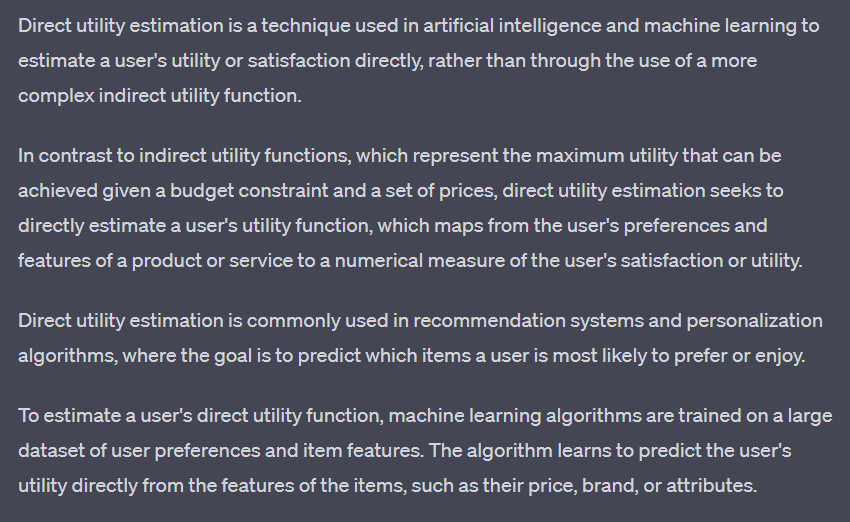 Direct utility estimation is a technique used in artificial intelligence and machine learning to
estimate a user's utility or satisfaction directly, rather than through the use of a more
complex indirect utility function.
In contrast to indirect utility functions, which represent the maximum utility that can be
achieved given a budget constraint and a set of prices, direct utility estimation seeks to
directly estimate a user's utility function, which maps from the user's preferences and
features of a product or service to a numerical measure of the user's satisfaction or utility.
Direct utility estimation is commonly used in recommendation systems and personalization
algorithms, where the goal is to predict which items a user is most likely to prefer or enjoy.
To estimate a user's direct utility function, machine learning algorithms are trained on a large
dataset of user preferences and item features. The algorithm learns to predict the user's
utility directly from the features of the items, such as their price, brand, or attributes.